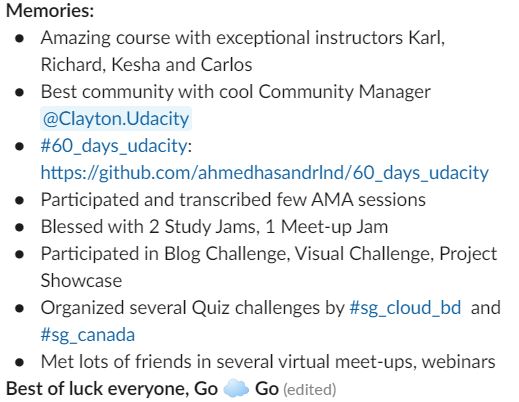 Memories:
● Amazing course with exceptional instructors Karl,
Richard, Kesha and Carlos
● Best community with cool Community Manager
@Clayton.Udacity
● #60_days_udacity:
https://github.com/ahmedhasandrlnd/60_days_udacity
● Participated and transcribed few AMA sessions
● Blessed with 2 Study Jams, 1 Meet-up Jam
● Participated in Blog Challenge, Visual Challenge, Project
Showcase
● Organized several Quiz challenges by #sg_cloud_bd and
#sg_canada
● Met lots of friends in several virtual meet-ups, webinars
Best of luck everyone, Go ☁️ Go (edited)